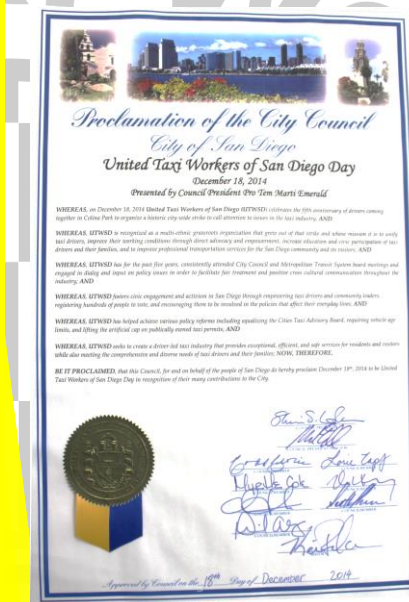 Proclamation of the City Council
City of San Diego
United Taxi Workers of San Diego Day
December 18, 2014
Presented by Council President Pro Tem Marti Emerald
WHEREAS, on December 18, 2014 United Taxi Workers of San Diego (UTWSD) celebrates the fifth anniversary of drivers coming
together in Colina Park to organize a historic city wide strike to call attention to issues in the taxi industry; AND
WHEREAS, UTWSD is recognized as a multi-ethnic grassroots organization that grew out of that strike and whose mission it is to unify
taxi drivers, improve their working conditions through direct advocacy and empowerment, increase education and civic participation of taxi
drivers and their families, and to improve professional transportation services for the San Diego community and its visitors; AND
WHEREAS, UTWSD has for the past five years, consistently attended City Council and Metropolitan Transit System board meetings and
engaged in dialog and input on policy issues in order to facilitate fair treatment and positive cross cultural communication throughout the
industry; AND
WHEREAS, UTWSD fosters civic engagement and activism in San Diego through empowering taxi drivers and community leaders,
registering hundreds of people to vote, and encouraging them to be involved in the policies that affect their everyday lives; AND
WHEREAS, UTWSD has helped achieve various policy reforms including equalizing the Cities Taxi Advisory Board, requiring vehicle age
limits, and lifting the artificial cap on publically owned taxi permits; AND
WHEREAS, UTWSD seeks to create a driver-led taxi industry that provides exceptional, efficient, and safe services for residents and visitors
while also meeting the comprehensive and diverse needs of taxi drivers and their families; NOW, THEREFORE,
BE IT PROCLAIMED, that this Council, for and on behalf of the people of San Diego do hereby proclaim December 18th, 2014 to be United
Taxi Workers of San Diego Day in recognition of their many contributions to the City.
Approved by Council on the 18th Day of December 2014